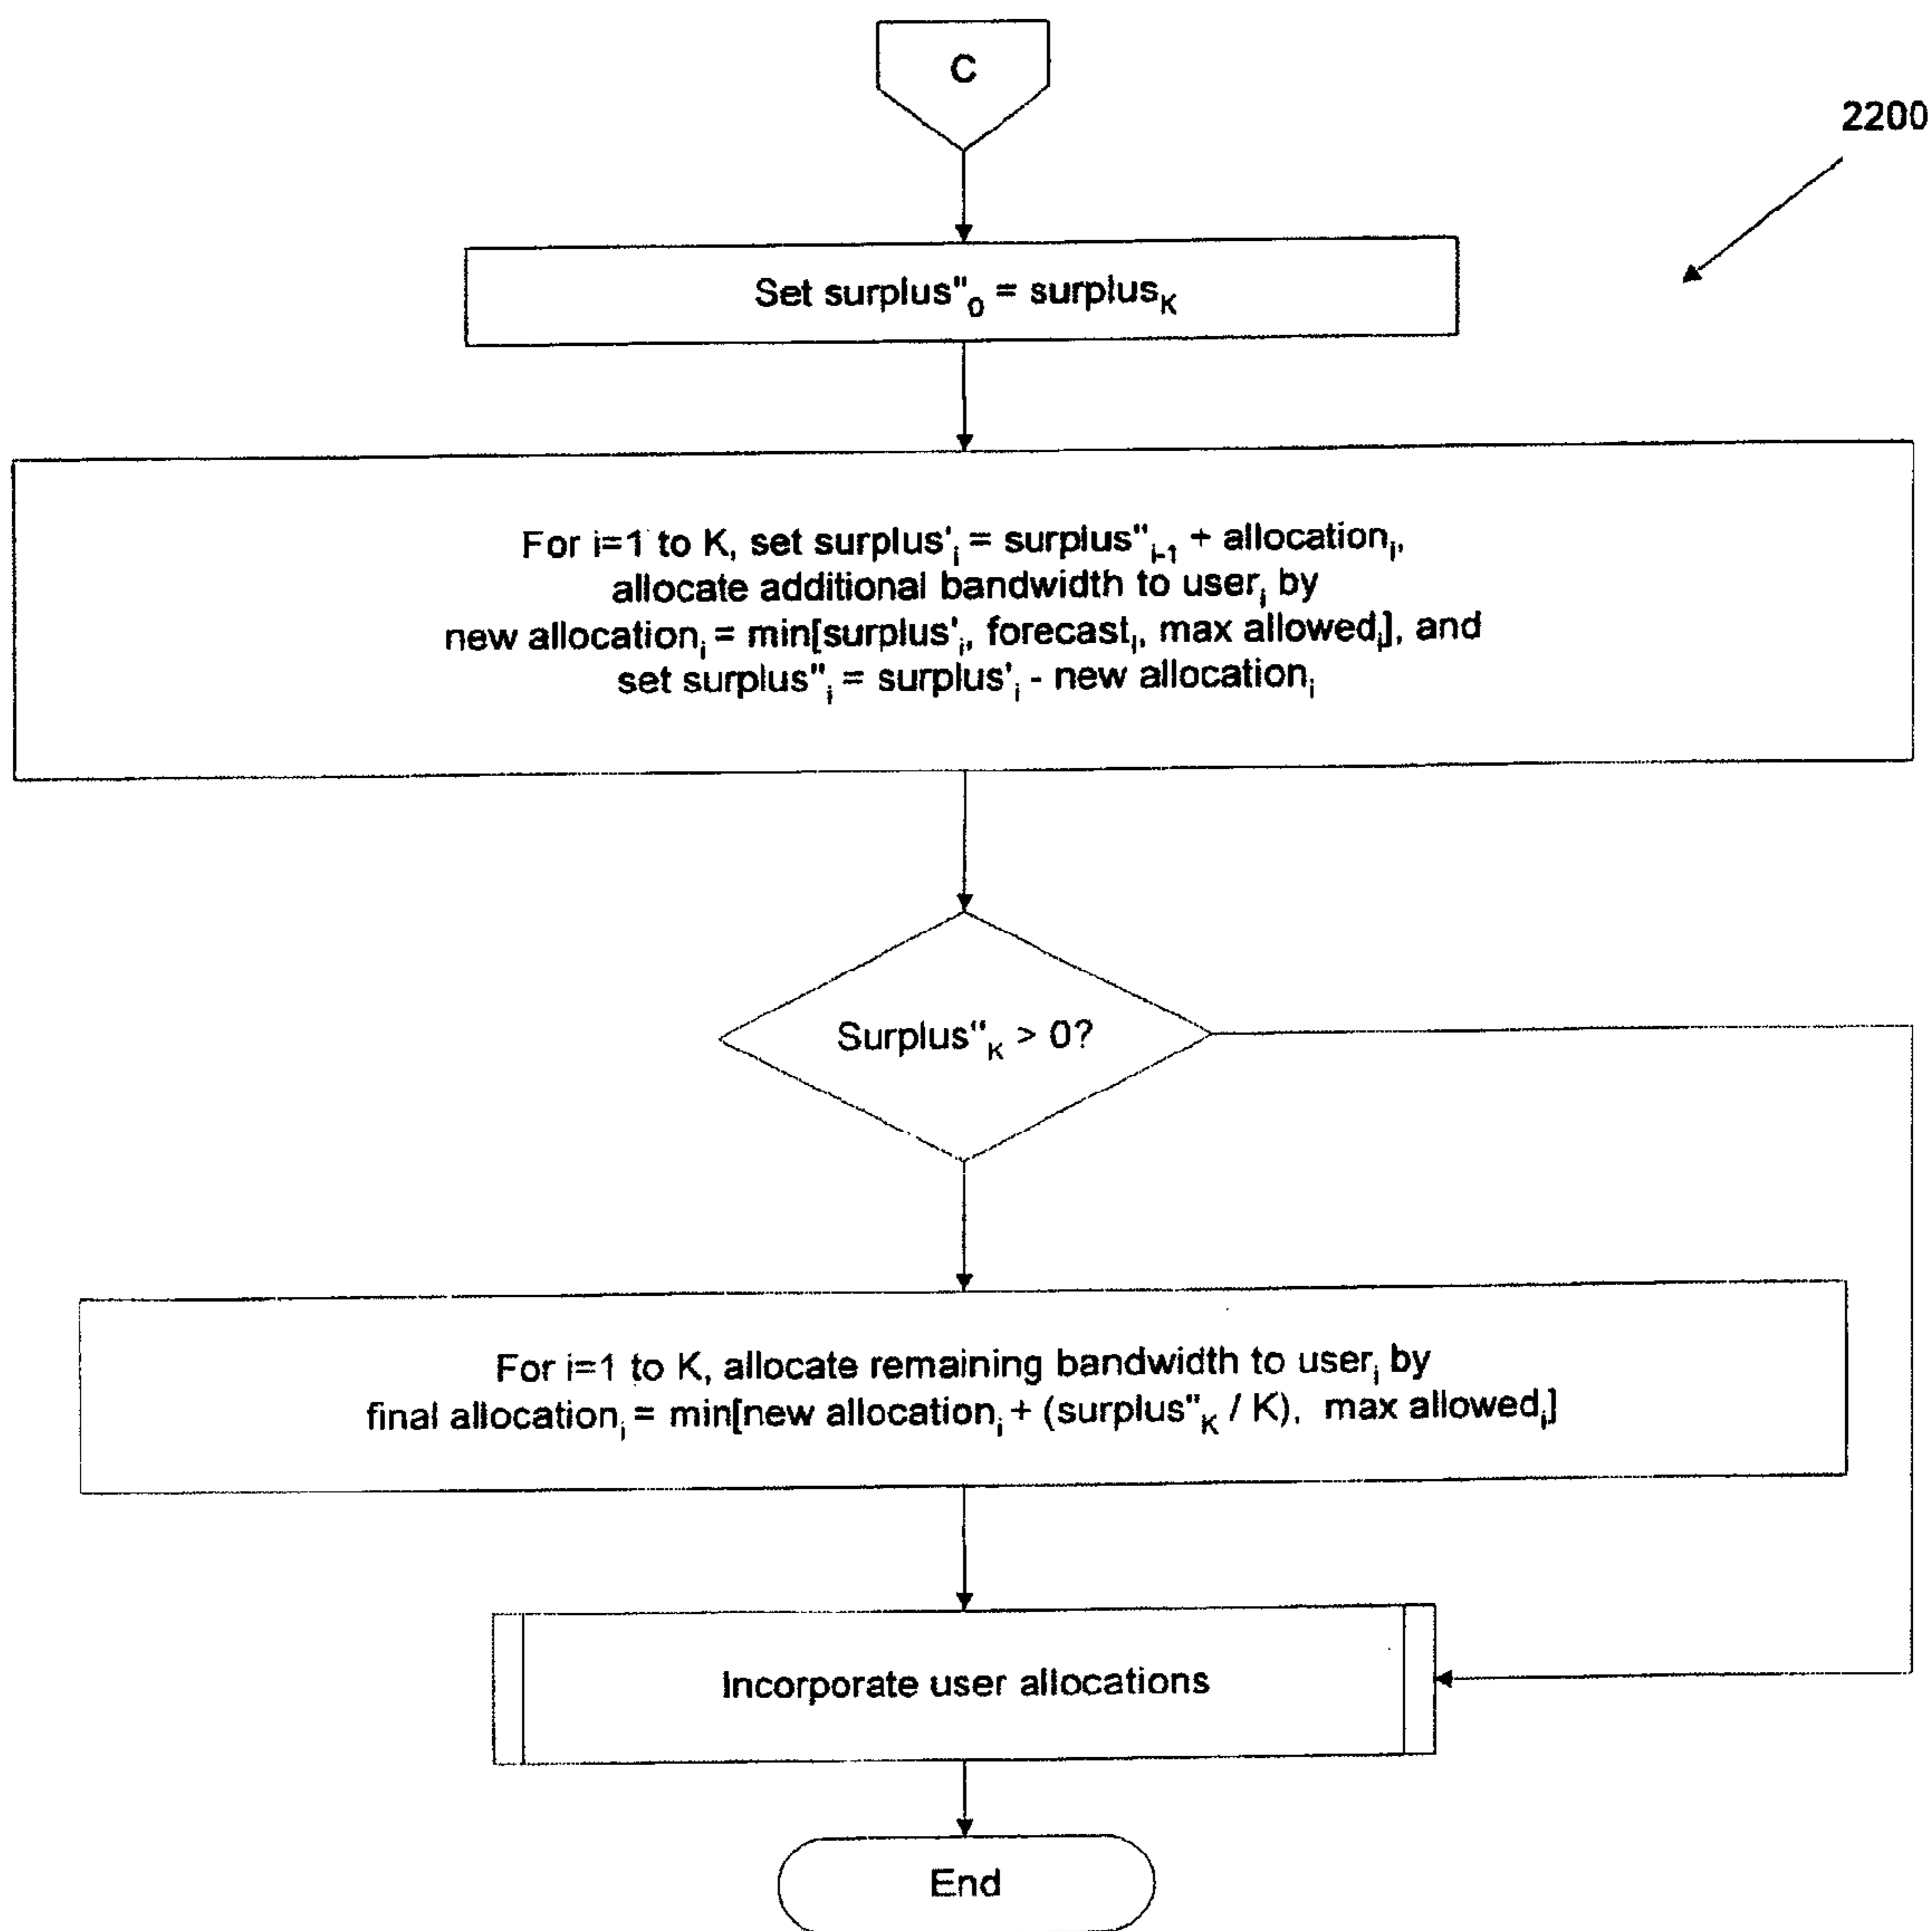 C
2200
Set surplus"₀ = surplusₖ
For i=1 to K, set surplus'ᵢ = surplus"ᵢ₋₁ + allocationᵢ,
allocate additional bandwidth to userᵢ by
new allocationᵢ = min[surplus'ᵢ, forecastᵢ, max allowedᵢ], and
set surplus"ᵢ = surplus'ᵢ - new allocationᵢ
Surplus"ₖ > 0?
For i=1 to K, allocate remaining bandwidth to userᵢ by
final allocationᵢ = min[new allocationᵢ + (surplus"ₖ / K), max allowedᵢ]
Incorporate user allocations
End